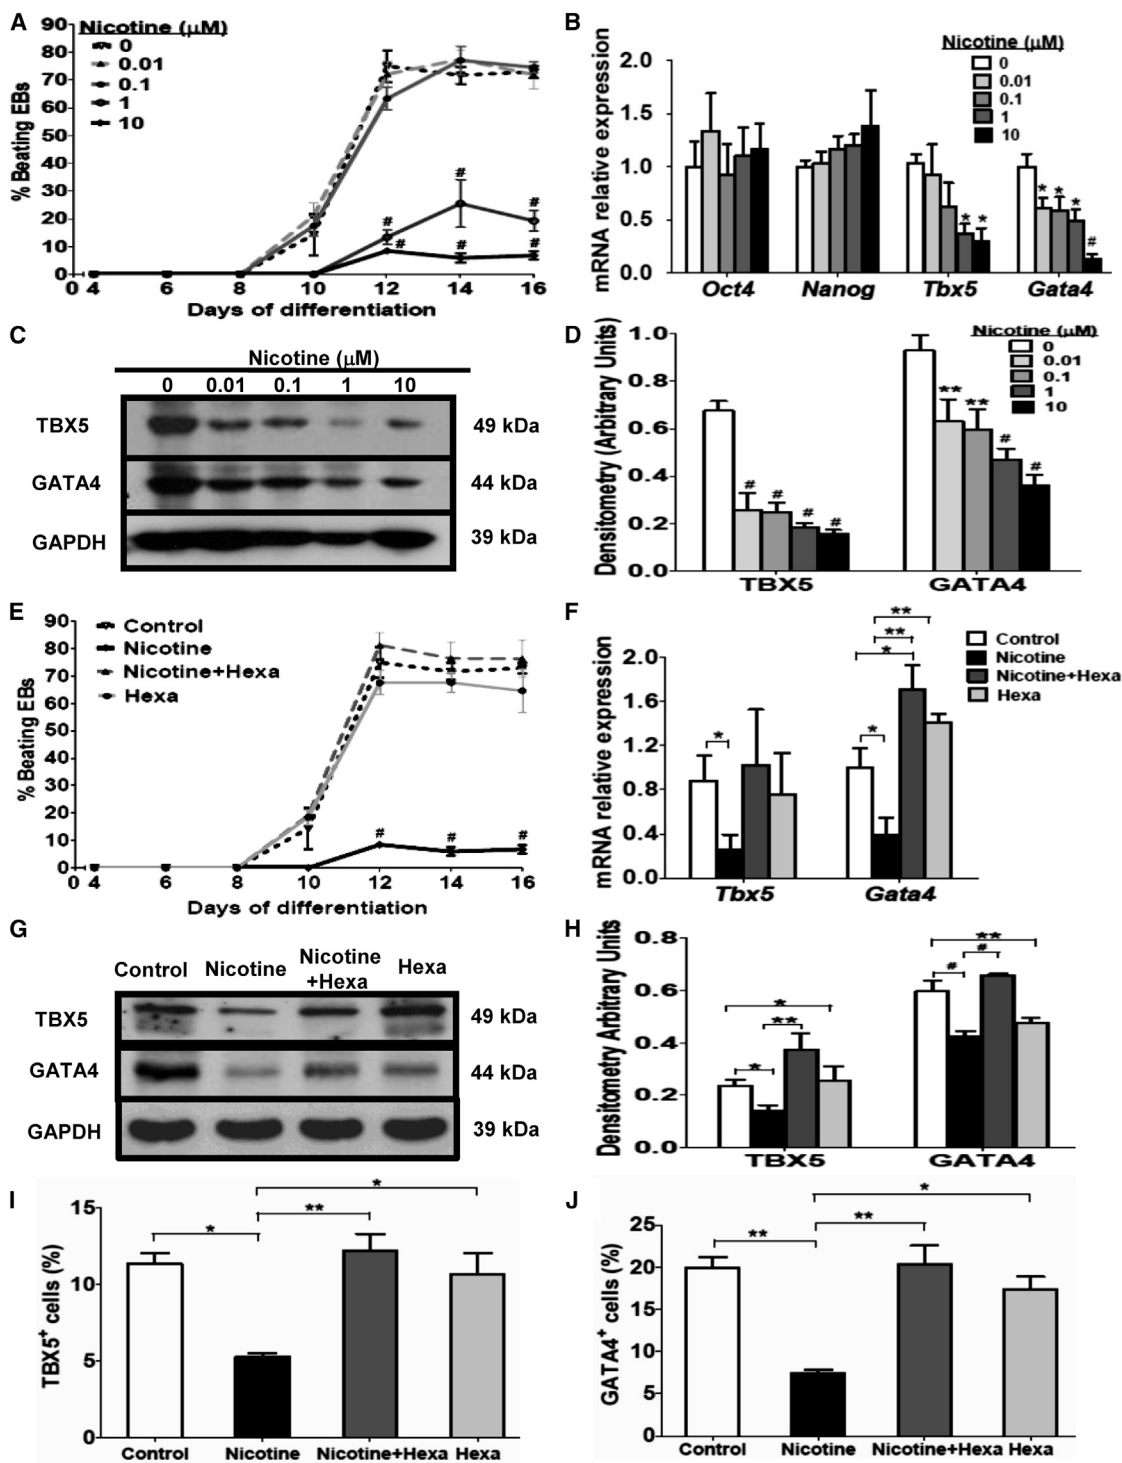 A
% Beating EBs
90
80
70
60
50
40
30
20
10
0
Nicotine (μM)
0
0.01
0.1
1
10
# # #
# # #
0 4 6 8 10 12 14 16
Days of differentiation
B
mRNA relative expression
2.0
1.5
1.0
0.5
0.0
Nicotine (μM)
0
0.01
0.1
1
10
* * * * * #
Oct4 Nanog Tbx5 Gata4
C
Nicotine (μM)
0 0.01 0.1 1 10
TBX5 49 kDa
GATA4 44 kDa
GAPDH 39 kDa
D
Densitometry (Arbitrary Units)
1.0
0.8
0.6
0.4
0.2
0.0
Nicotine (μM)
0
0.01
0.1
1
10
# # # # ** ** # #
TBX5 GATA4
E
% Beating EBs
90
80
70
60
50
40
30
20
10
0
Control
Nicotine
Nicotine+Hexa
Hexa
# # #
0 4 6 8 10 12 14 16
Days of differentiation
F
mRNA relative expression
2.0
1.6
1.2
0.8
0.4
0.0
Control
Nicotine
Nicotine+Hexa
Hexa
**
**
*
* *
Tbx5 Gata4
G
Control Nicotine Nicotine Hexa
+Hexa
TBX5 49 kDa
GATA4 44 kDa
GAPDH 39 kDa
H
Densitometry Arbitrary Units
0.8
0.6
0.4
0.2
0.0
**
#
#
*
**
*
TBX5 GATA4
I
TBX5+ cells (%)
15
10
5
0
*
**
*
Control Nicotine Nicotine+Hexa Hexa
J
GATA4+ cells (%)
25
20
15
10
5
0
*
**
**
Control Nicotine Nicotine+Hexa Hexa